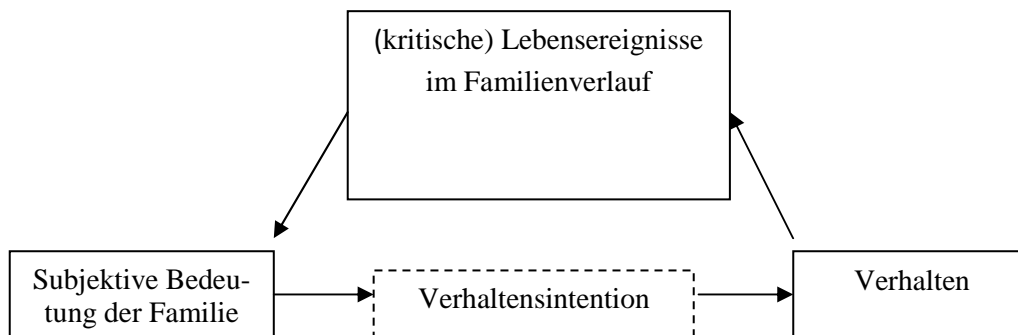 (kritische) Lebensereignisse
im Familienverlauf
Subjektive Bedeu-
tung der Familie
Verhaltensintention
Verhalten